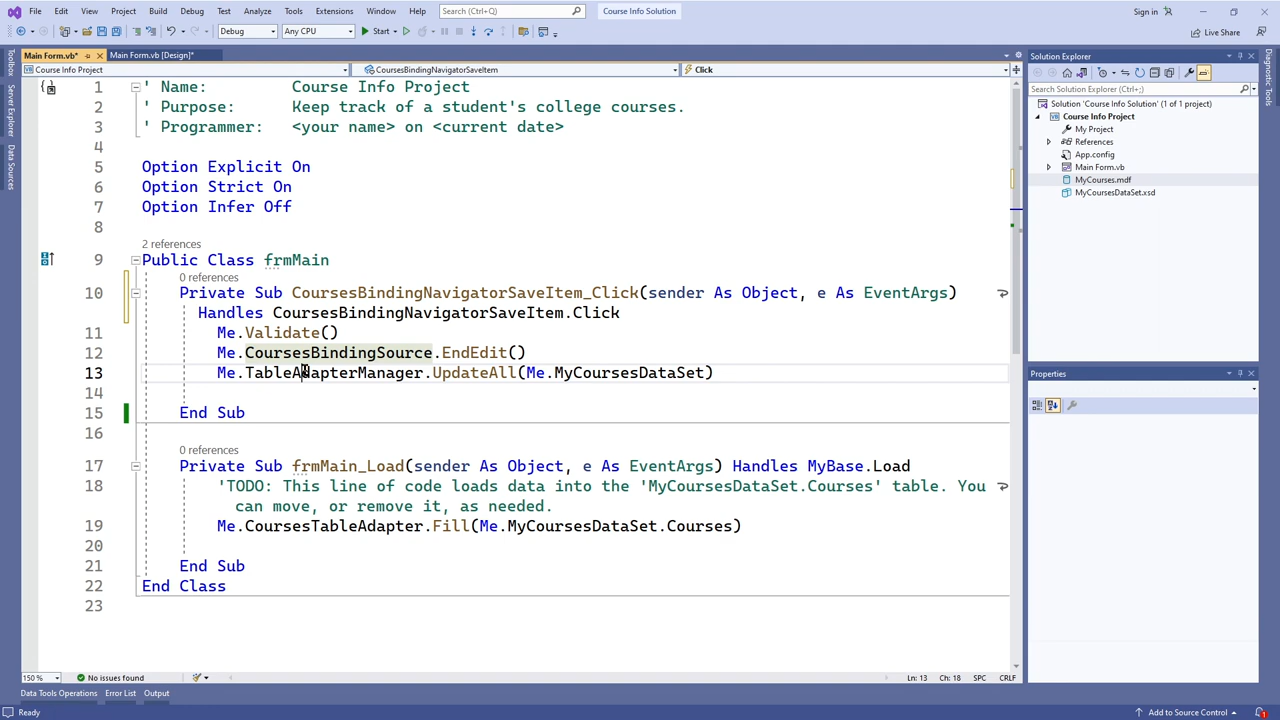 File Edit View Git Project Build Debug Test Analyze Tools Extensions Window Help Search (Ctrl+Q) Course Info Solution Sign in
Debug Any CPU Start Live Share
Main Form.vb* Main Form.vb [Design]*
Course Info Project CoursesBindingNavigatorSaveItem Click
Toolbox
Server Explorer
Data Sources
1 ' Name: Course Info Project
2 ' Purpose: Keep track of a student's college courses.
3 ' Programmer: <your name> on <current date>
4
5 Option Explicit On
6 Option Strict On
7 Option Infer Off
8
2 references
9 Public Class frmMain
0 references
10 Private Sub CoursesBindingNavigatorSaveItem_Click(sender As Object, e As EventArgs)
Handles CoursesBindingNavigatorSaveItem.Click
11 Me.Validate()
12 Me.CoursesBindingSource.EndEdit()
13 Me.TableAdapterManager.UpdateAll(Me.MyCoursesDataSet)
14
15 End Sub
16
0 references
17 Private Sub frmMain_Load(sender As Object, e As EventArgs) Handles MyBase.Load
18 'TODO: This line of code loads data into the 'MyCoursesDataSet.Courses' table. You
can move, or remove it, as needed.
19 Me.CoursesTableAdapter.Fill(Me.MyCoursesDataSet.Courses)
20
21 End Sub
22 End Class
23
150 % No issues found Ln: 13 Ch: 18 SPC CRLF
Data Tools Operations Error List Output
Ready Add to Source Control 1
Solution Explorer
Search Solution Explorer (Ctrl+;)
Solution 'Course Info Solution' (1 of 1 project)
Course Info Project
My Project
References
App.config
Main Form.vb
MyCourses.mdf
MyCoursesDataSet.xsd
Properties
Diagnostic Tools